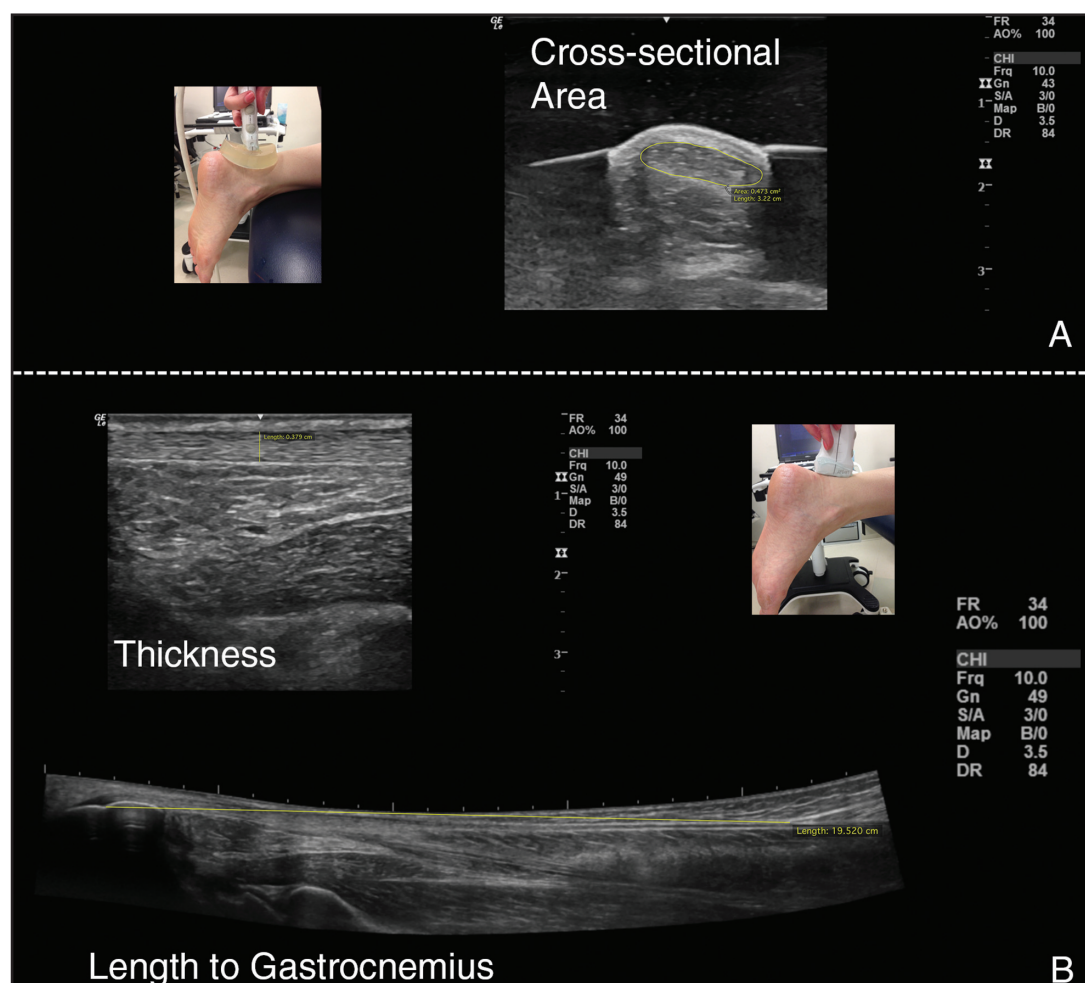 GE
Le
Cross-sectional
Area
Area: 0.473 cm²
Length: 3.22 cm
FR 34
AO% 100
CHI
Frq 10.0
Gn 43
S/A 3/0
Map B/0
D 3.5
DR 84
1
2
3
A
GE
Le
Length: 0.379 cm
Thickness
FR 34
AO% 100
CHI
Frq 10.0
Gn 49
S/A 3/0
Map B/0
D 3.5
DR 84
1
2
3
FR 34
AO% 100
CHI
Frq 10.0
Gn 49
S/A 3/0
Map B/0
D 3.5
DR 84
Length: 19.520 cm
Length to Gastrocnemius
B